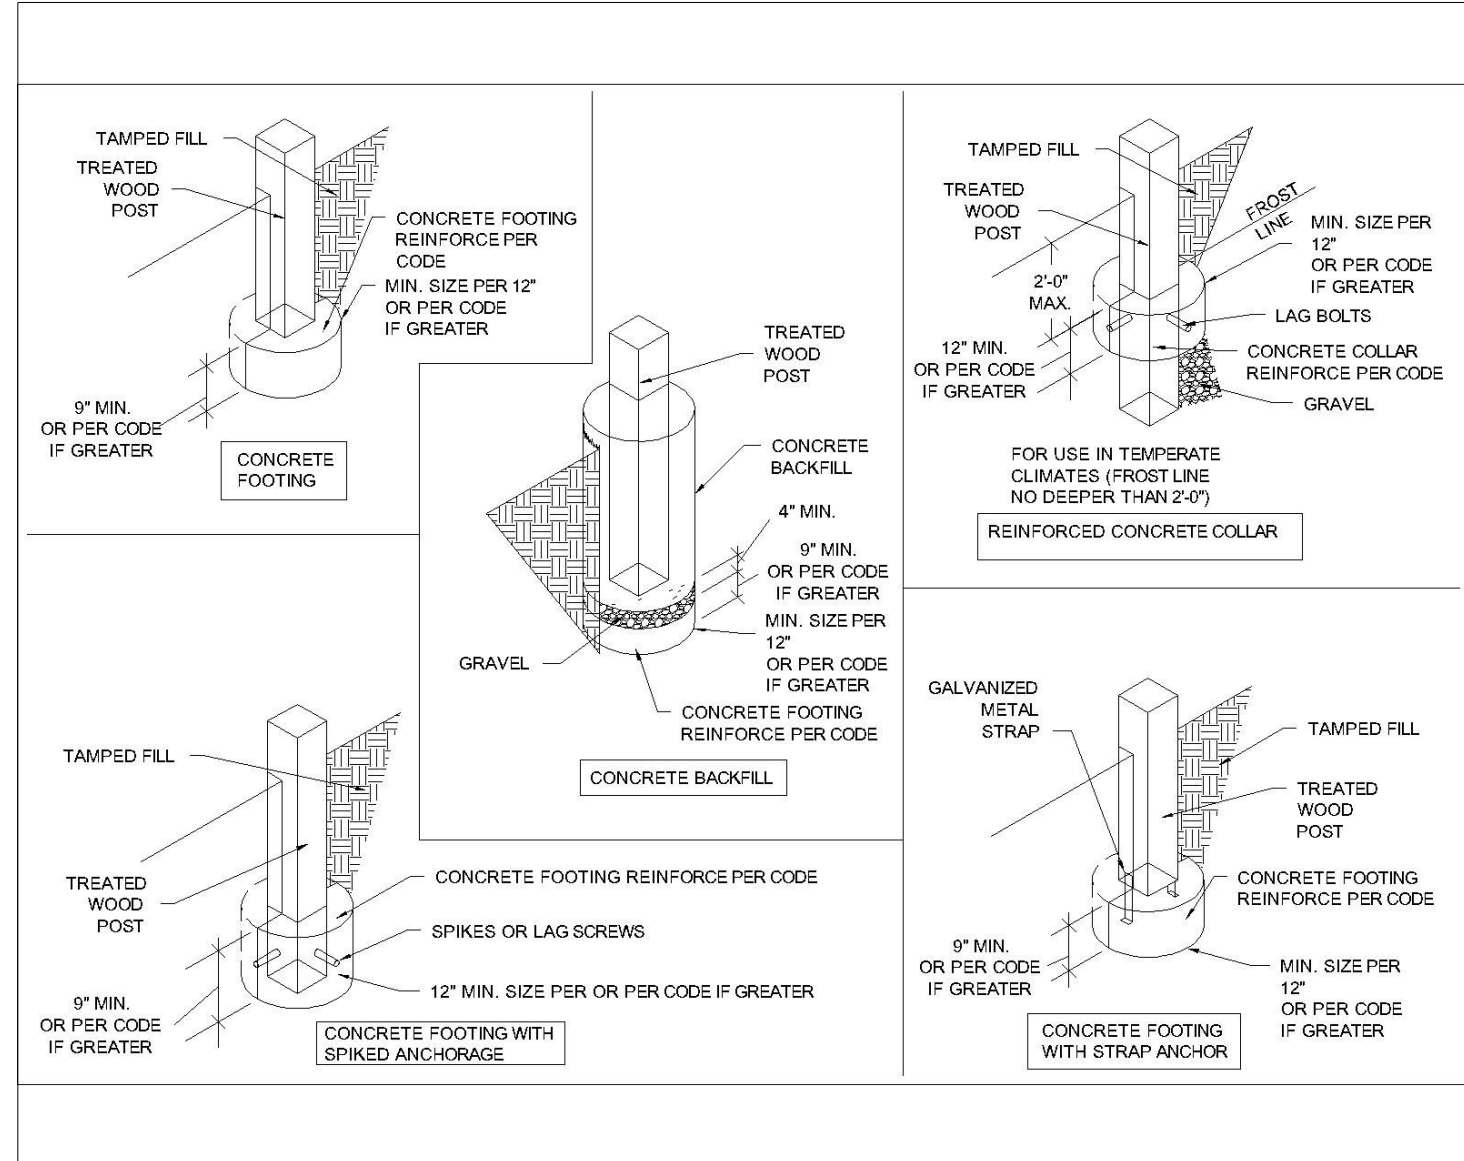 TAMPED FILL
TREATED
WOOD
POST
CONCRETE FOOTING
REINFORCE PER
CODE
MIN. SIZE PER 12"
OR PER CODE
IF GREATER
9" MIN.
OR PER CODE
IF GREATER
CONCRETE
FOOTING
TREATED
WOOD
POST
CONCRETE
BACKFILL
4" MIN.
9" MIN.
OR PER CODE
IF GREATER
MIN. SIZE PER
12"
OR PER CODE
IF GREATER
GRAVEL
CONCRETE FOOTING
REINFORCE PER CODE
CONCRETE BACKFILL
TAMPED FILL
TREATED
WOOD
POST
FROST
LINE
MIN. SIZE PER
12"
OR PER CODE
IF GREATER
2'-0"
MAX.
LAG BOLTS
12" MIN.
OR PER CODE
IF GREATER
CONCRETE COLLAR
REINFORCE PER CODE
GRAVEL
FOR USE IN TEMPERATE
CLIMATES (FROST LINE
NO DEEPER THAN 2'-0")
REINFORCED CONCRETE COLLAR
TAMPED FILL
TREATED
WOOD
POST
CONCRETE FOOTING REINFORCE PER CODE
SPIKES OR LAG SCREWS
12" MIN. SIZE PER OR PER CODE IF GREATER
9" MIN.
OR PER CODE
IF GREATER
CONCRETE FOOTING WITH
SPIKED ANCHORAGE
GALVANIZED
METAL
STRAP
TAMPED FILL
TREATED
WOOD
POST
CONCRETE FOOTING
REINFORCE PER CODE
9" MIN.
OR PER CODE
IF GREATER
MIN. SIZE PER
12"
OR PER CODE
IF GREATER
CONCRETE FOOTING
WITH STRAP ANCHOR